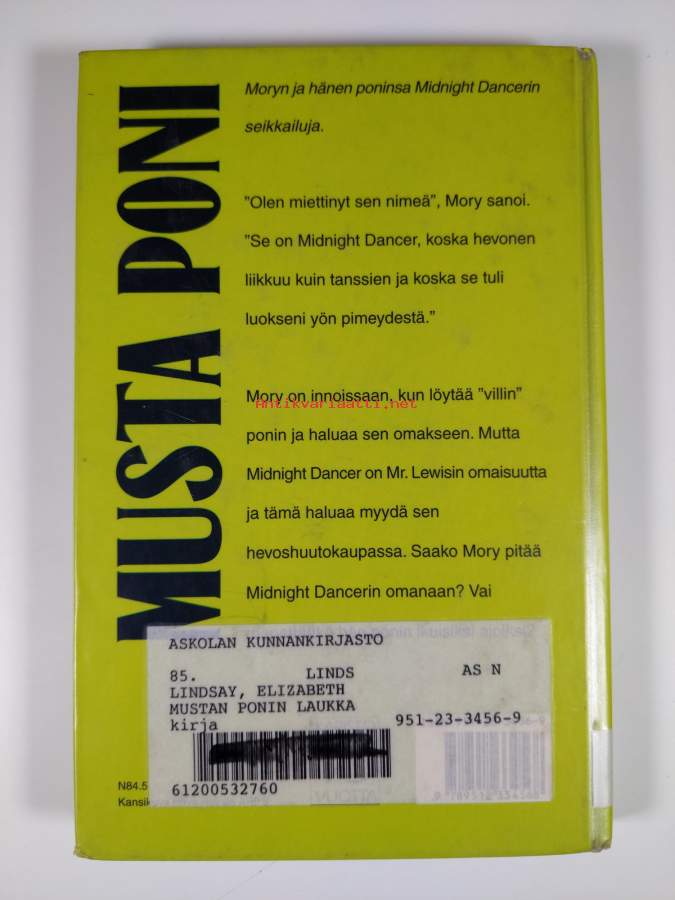 MUSTA PONI
Moryn ja hänen poninsa Midnight Dancerin
seikkailuja.
”Olen miettinyt sen nimeä”, Mory sanoi.
”Se on Midnight Dancer, koska hevonen
liikkuu kuin tanssien ja koska se tuli
luokseni yön pimeydestä.”
Mory on innoissaan, kun löytää ”villin”
Antikvariaatti.net
ponin ja haluaa sen omakseen. Mutta
Midnight Dancer on Mr. Lewisin omaisuutta
ja tämä haluaa myydä sen
hevoshuutokaupassa. Saako Mory pitää
Midnight Dancerin omanaan? Vai
ASKOLAN KUNNANKIRJASTO
85. LINDS AS N
LINDSAY, ELIZABETH
MUSTAN PONIN LAUKKA
kirja 951-23-3456-9
61200532760
N84.5